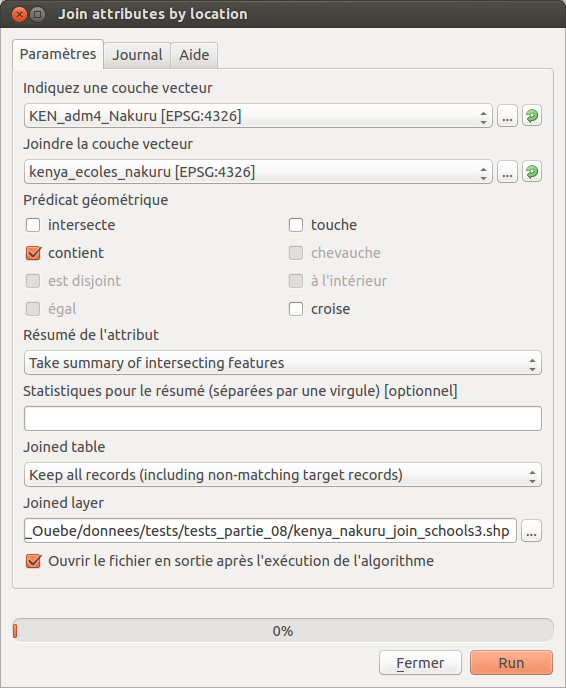 Join attributes by location
Paramètres Journal Aide
Indiquez une couche vecteur
KEN_adm4_Nakuru [EPSG:4326] ...
Joindre la couche vecteur
kenya_ecoles_nakuru [EPSG:4326] ...
Prédicat géométrique
intersecte touche
contient chevauche
est disjoint à l'intérieur
égal croise
Résumé de l'attribut
Take summary of intersecting features
Statistiques pour le résumé (séparées par une virgule) [optionnel]
Joined table
Keep all records (including non-matching target records)
Joined layer
_Ouebe/donnees/tests/tests_partie_08/kenya_nakuru_join_schools3.shp ...
Ouvrir le fichier en sortie après l'exécution de l'algorithme
0%
Fermer Run